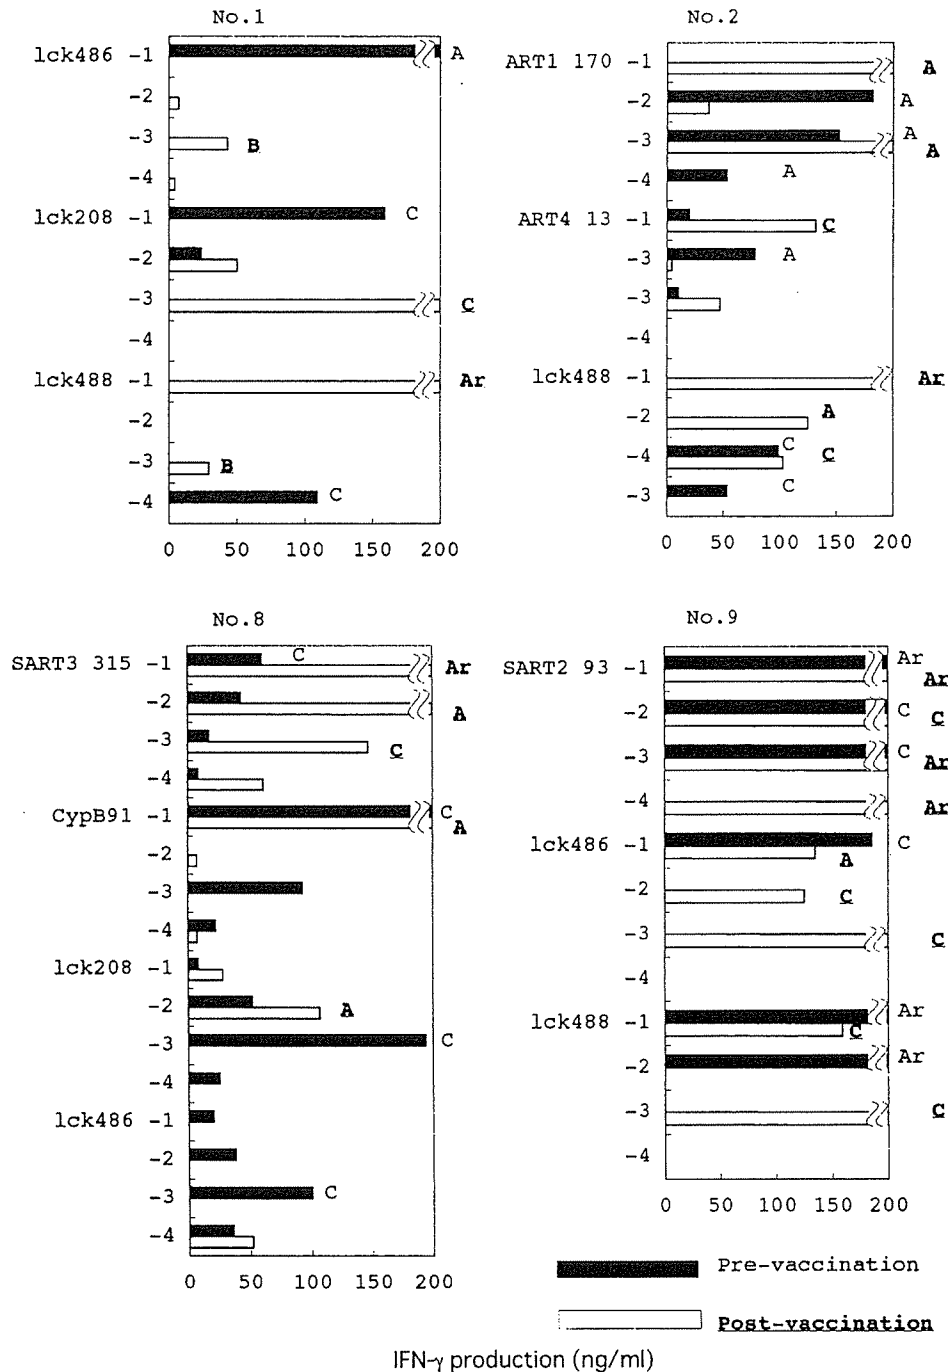 No.1
lck486 -1 A
-2
-3 B
-4
lck208 -1 C
-2
-3 C
-4
lck488 -1 Ar
-2
-3 B
-4 C
0 50 100 150 200
No.2
ART1 170 -1 A
-2 A
-3 A
A
-4 A
ART4 13 -1 C
-3 A
-3
-4
lck488 -1 Ar
-2 A
-4 C C
-3 C
0 50 100 150 200
No.8
SART3 315 -1 C Ar
-2 A
-3 C
-4
CypB91 -1 C
A
-2
-3
-4
lck208 -1
-2 A
-3 C
-4
lck486 -1
-2
-3 C
-4
0 50 100 150 200
No.9
SART2 93 -1 Ar
Ar
-2 C
C
-3 C
Ar
-4 Ar
lck486 -1 C
A
-2 C
-3 C
-4
lck488 -1 Ar
C
-2 Ar
-3 C
-4
0 50 100 150 200
Pre-vaccination
Post-vaccination
IFN-γ production (ng/ml)